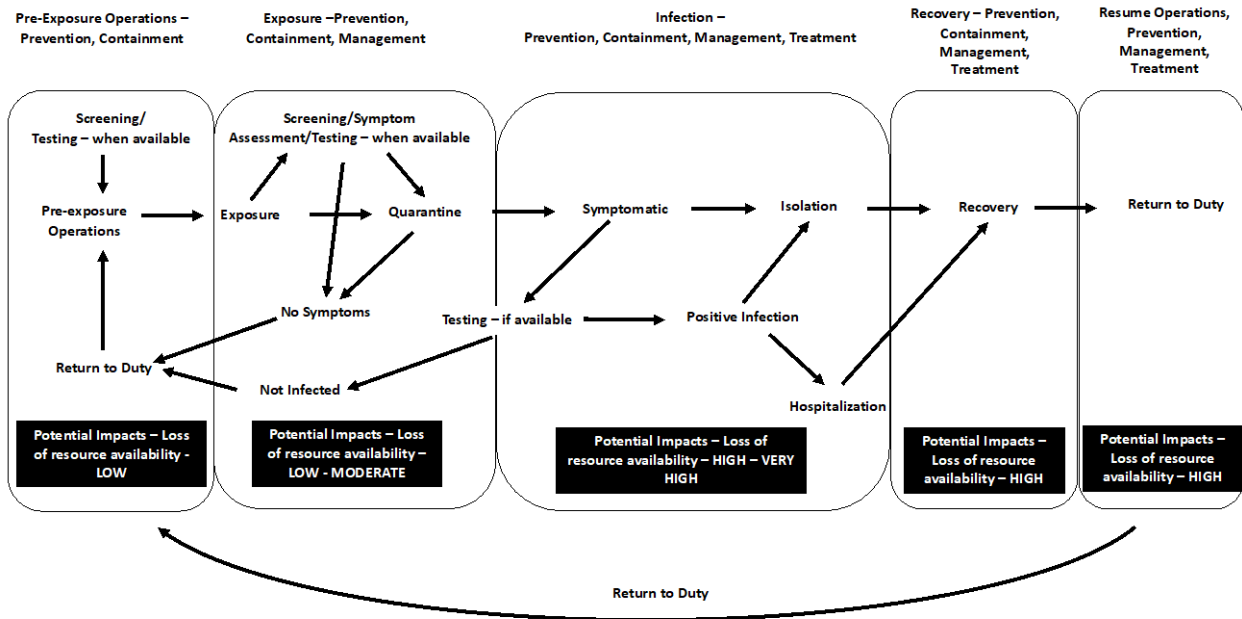 Pre-Exposure Operations –
Prevention, Containment
Exposure –Prevention,
Containment, Management
Infection –
Prevention, Containment, Management, Treatment
Recovery – Prevention,
Containment,
Management,
Treatment
Resume Operations,
Prevention,
Management,
Treatment
Screening/
Testing – when available
Pre-exposure
Operations
Return to Duty
Potential Impacts – Loss
of resource availability -
LOW
Screening/Symptom
Assessment/Testing – when available
Exposure
Quarantine
No Symptoms
Not Infected
Potential Impacts – Loss
of resource availability –
LOW - MODERATE
Symptomatic
Isolation
Testing – if available
Positive Infection
Hospitalization
Potential Impacts – Loss of
resource availability – HIGH – VERY
HIGH
Recovery
Potential Impacts –
Loss of resource
availability – HIGH
Return to Duty
Potential Impacts –
Loss of resource
availability – HIGH
Return to Duty